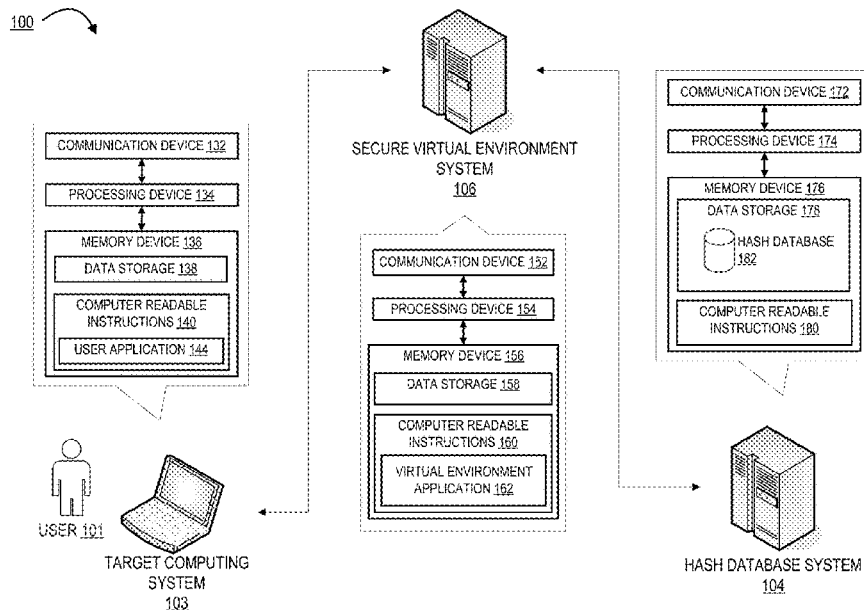 100
COMMUNICATION DEVICE 132
PROCESSING DEVICE 134
MEMORY DEVICE 136
DATA STORAGE 138
COMPUTER READABLE
INSTRUCTIONS 140
USER APPLICATION 144
USER 101
TARGET COMPUTING
SYSTEM
103
SECURE VIRTUAL ENVIRONMENT
SYSTEM
106
COMMUNICATION DEVICE 152
PROCESSING DEVICE 154
MEMORY DEVICE 156
DATA STORAGE 158
COMPUTER READABLE
INSTRUCTIONS 160
VIRTUAL ENVIRONMENT
APPLICATION 162
COMMUNICATION DEVICE 172
PROCESSING DEVICE 174
MEMORY DEVICE 176
DATA STORAGE 178
HASH DATABASE
182
COMPUTER READABLE
INSTRUCTIONS 180
HASH DATABASE SYSTEM
104